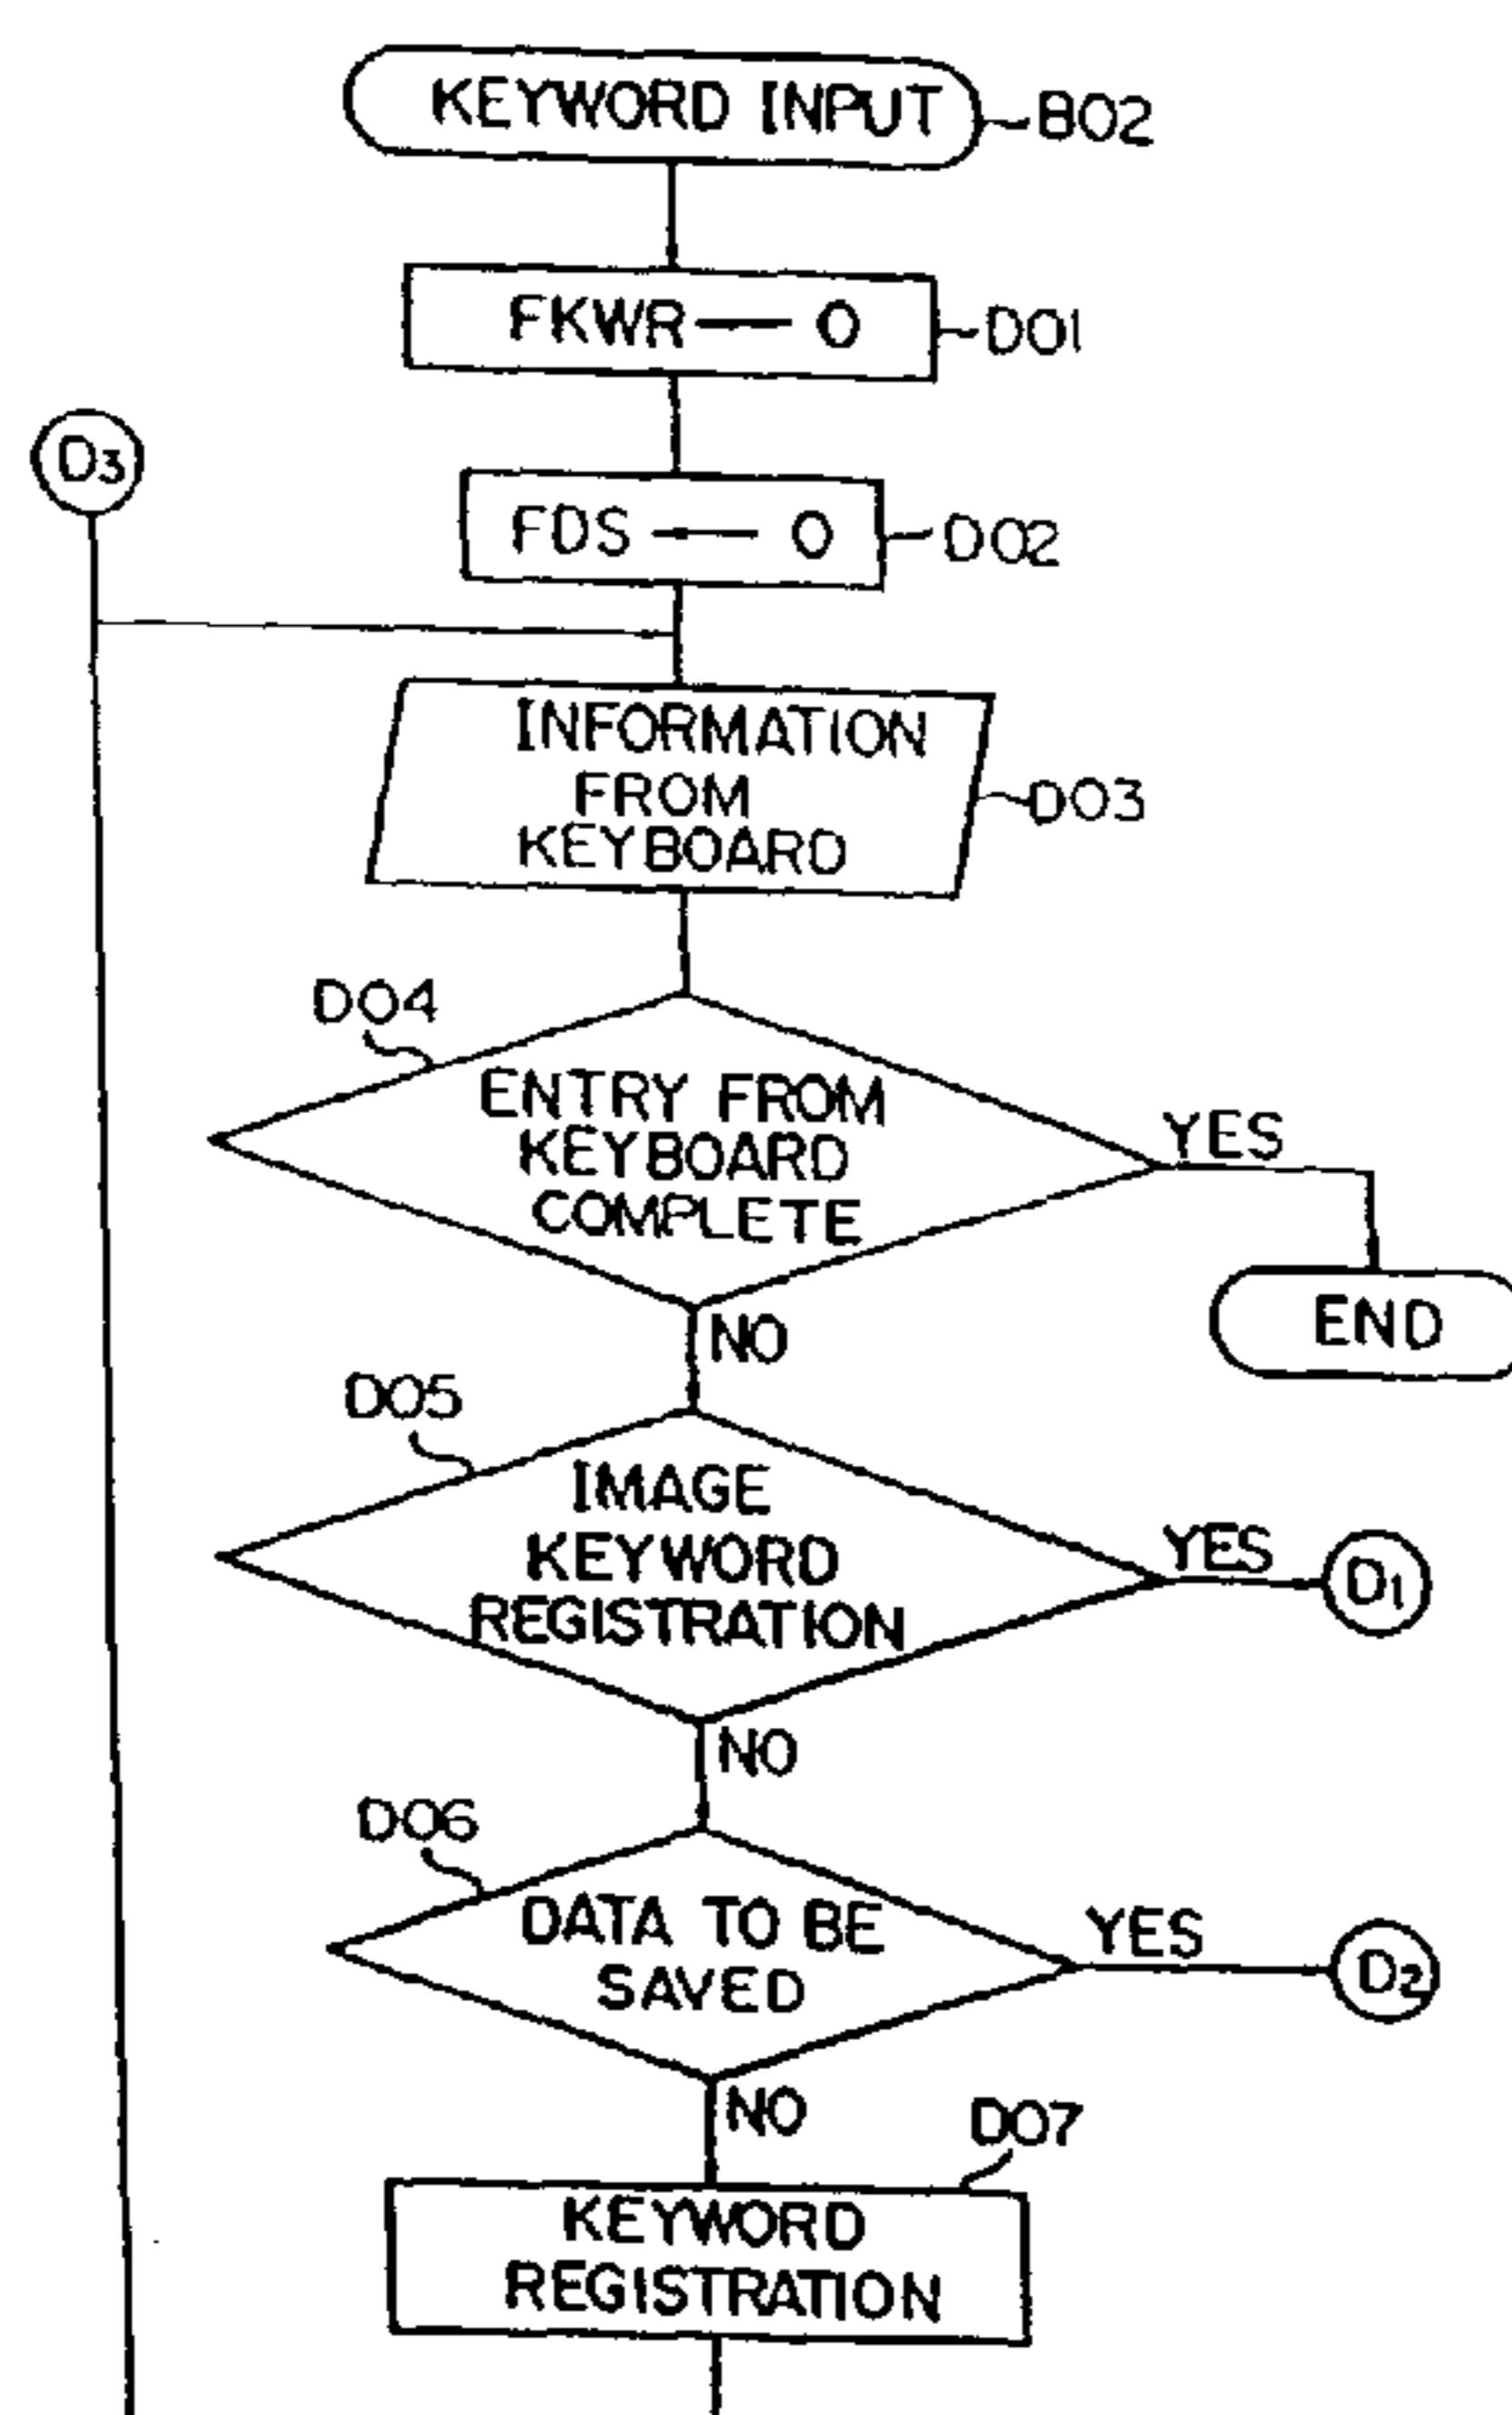 KEYWORD INPUT
B02
FKWR — 0
D01
D3
FDS ← 0
D02
INFORMATION
FROM
KEYBOARD
D03
D04
ENTRY FROM
KEYBOARD
COMPLETE
YES
END
NO
D05
IMAGE
KEYWORD
REGISTRATION
YES
D1
NO
D06
DATA TO BE
SAVED
YES
D2
NO
D07
KEYWORD
REGISTRATION